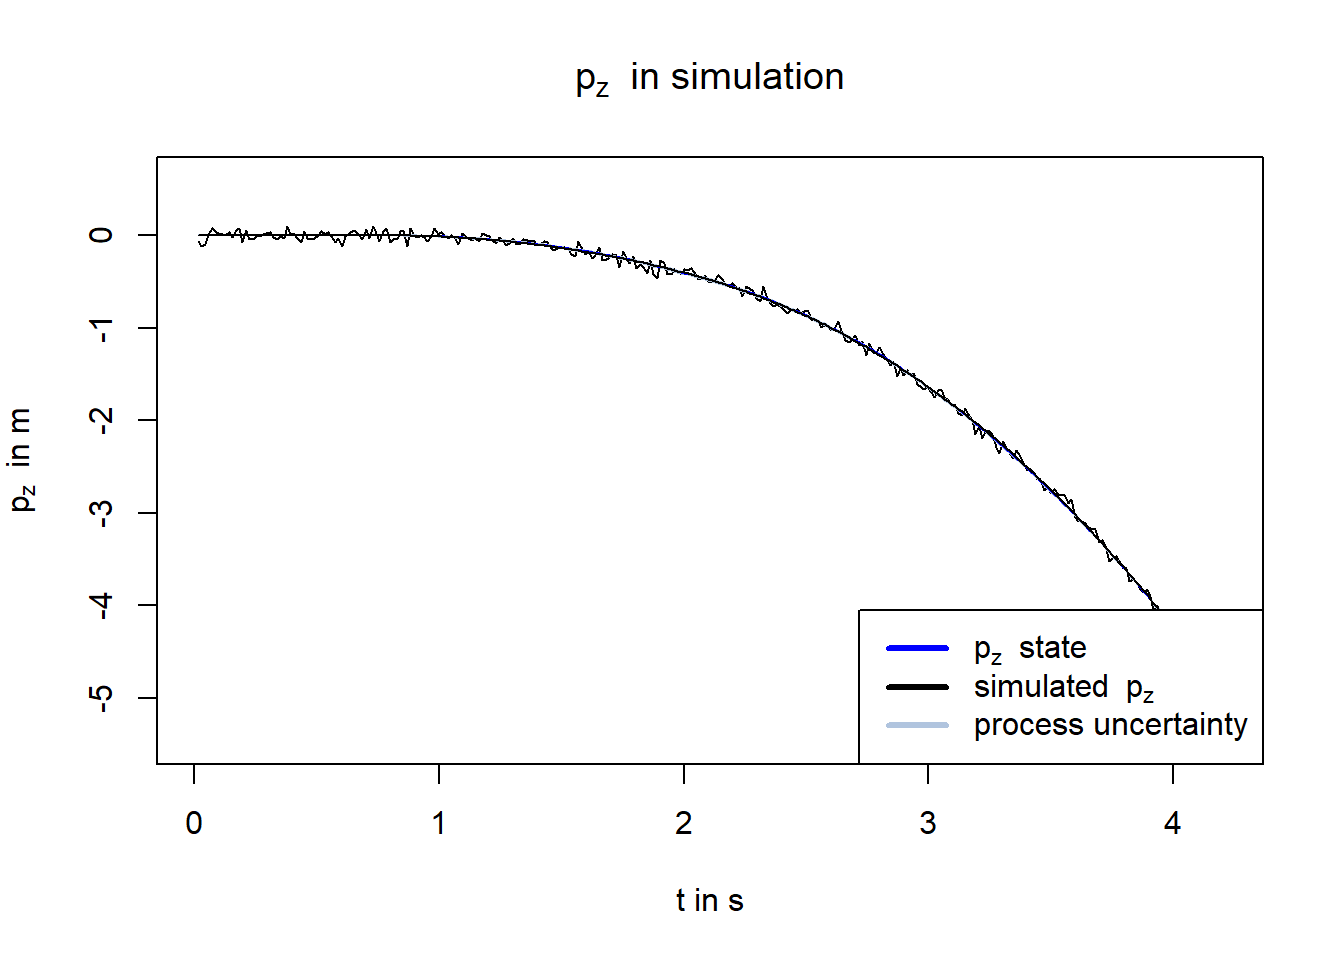 pz in simulation
0
-1
-2
-3
-4
-5
pz in m
pz state
simulated pz
process uncertainty
0 1 2 3 4
t in s